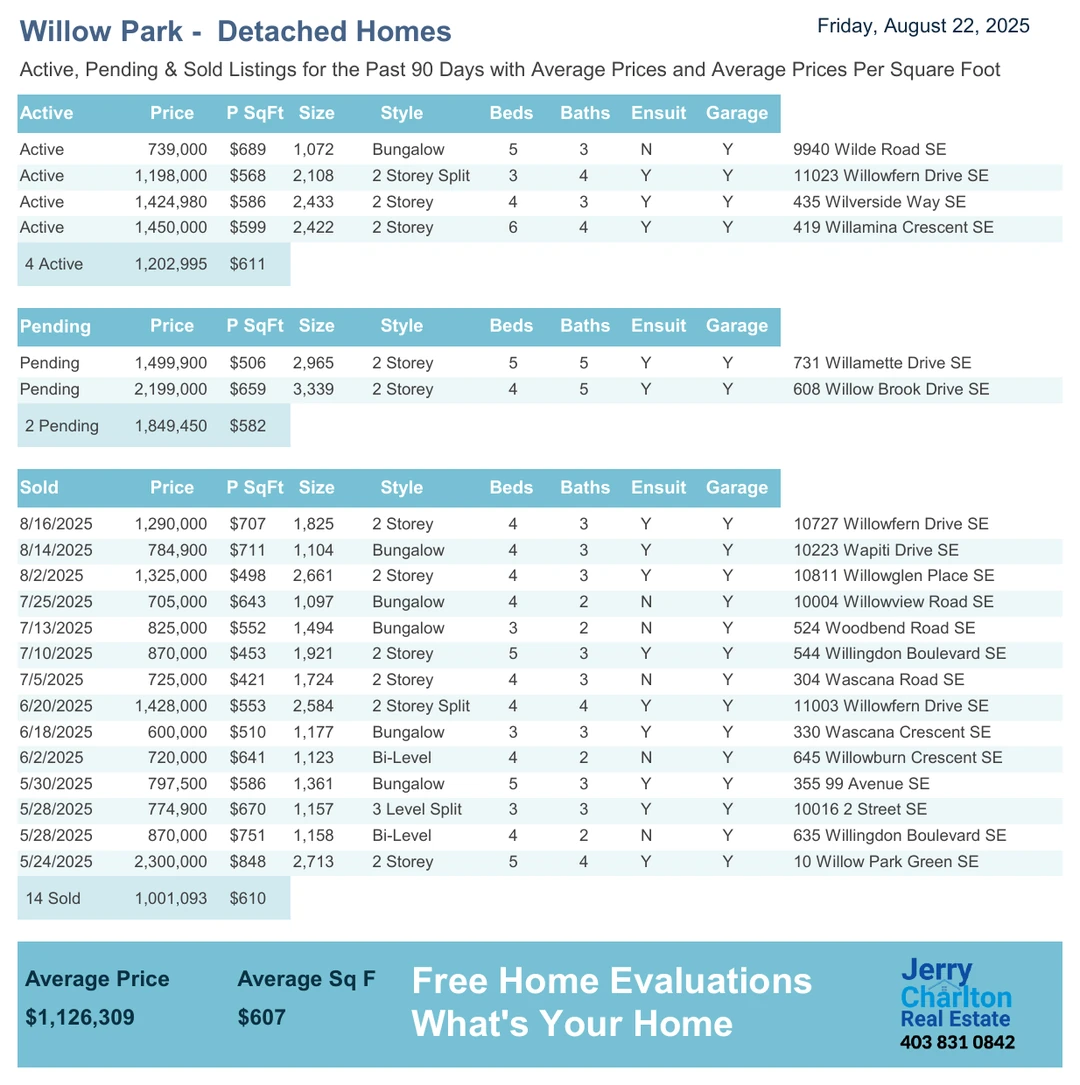 Willow Park - Detached Homes
Friday, August 22, 2025
Active, Pending & Sold Listings for the Past 90 Days with Average Prices and Average Prices Per Square Foot
Active Price P SqFt Size Style Beds Baths Ensuit Garage
Active 739,000 $689 1,072 Bungalow 5 3 N Y 9940 Wilde Road SE
Active 1,198,000 $568 2,108 2 Storey Split 3 4 Y Y 11023 Willowfern Drive SE
Active 1,424,980 $586 2,433 2 Storey 4 3 Y Y 435 Wilverside Way SE
Active 1,450,000 $599 2,422 2 Storey 6 4 Y Y 419 Willamina Crescent SE
4 Active 1,202,995 $611
Pending Price P SqFt Size Style Beds Baths Ensuit Garage
Pending 1,499,900 $506 2,965 2 Storey 5 5 Y Y 731 Willamette Drive SE
Pending 2,199,000 $659 3,339 2 Storey 4 5 Y Y 608 Willow Brook Drive SE
2 Pending 1,849,450 $582
Sold Price P SqFt Size Style Beds Baths Ensuit Garage
8/16/2025 1,290,000 $707 1,825 2 Storey 4 3 Y Y 10727 Willowfern Drive SE
8/14/2025 784,900 $711 1,104 Bungalow 4 3 Y Y 10223 Wapiti Drive SE
8/2/2025 1,325,000 $498 2,661 2 Storey 4 3 Y Y 10811 Willowglen Place SE
7/25/2025 705,000 $643 1,097 Bungalow 4 2 N Y 10004 Willowview Road SE
7/13/2025 825,000 $552 1,494 Bungalow 3 2 N Y 524 Woodbend Road SE
7/10/2025 870,000 $453 1,921 2 Storey 5 3 Y Y 544 Willingdon Boulevard SE
7/5/2025 725,000 $421 1,724 2 Storey 4 3 N Y 304 Wascana Road SE
6/20/2025 1,428,000 $553 2,584 2 Storey Split 4 4 Y Y 11003 Willowfern Drive SE
6/18/2025 600,000 $510 1,177 Bungalow 3 3 Y Y 330 Wascana Crescent SE
6/2/2025 720,000 $641 1,123 Bi-Level 4 2 N Y 645 Willowburn Crescent SE
5/30/2025 797,500 $586 1,361 Bungalow 5 3 Y Y 355 99 Avenue SE
5/28/2025 774,900 $670 1,157 3 Level Split 3 3 Y Y 10016 2 Street SE
5/28/2025 870,000 $751 1,158 Bi-Level 4 2 N Y 635 Willingdon Boulevard SE
5/24/2025 2,300,000 $848 2,713 2 Storey 5 4 Y Y 10 Willow Park Green SE
14 Sold 1,001,093 $610
Average Price Average Sq F
$1,126,309 $607
Free Home Evaluations
What's Your Home
Jerry
Charlton
Real Estate
403 831 0842